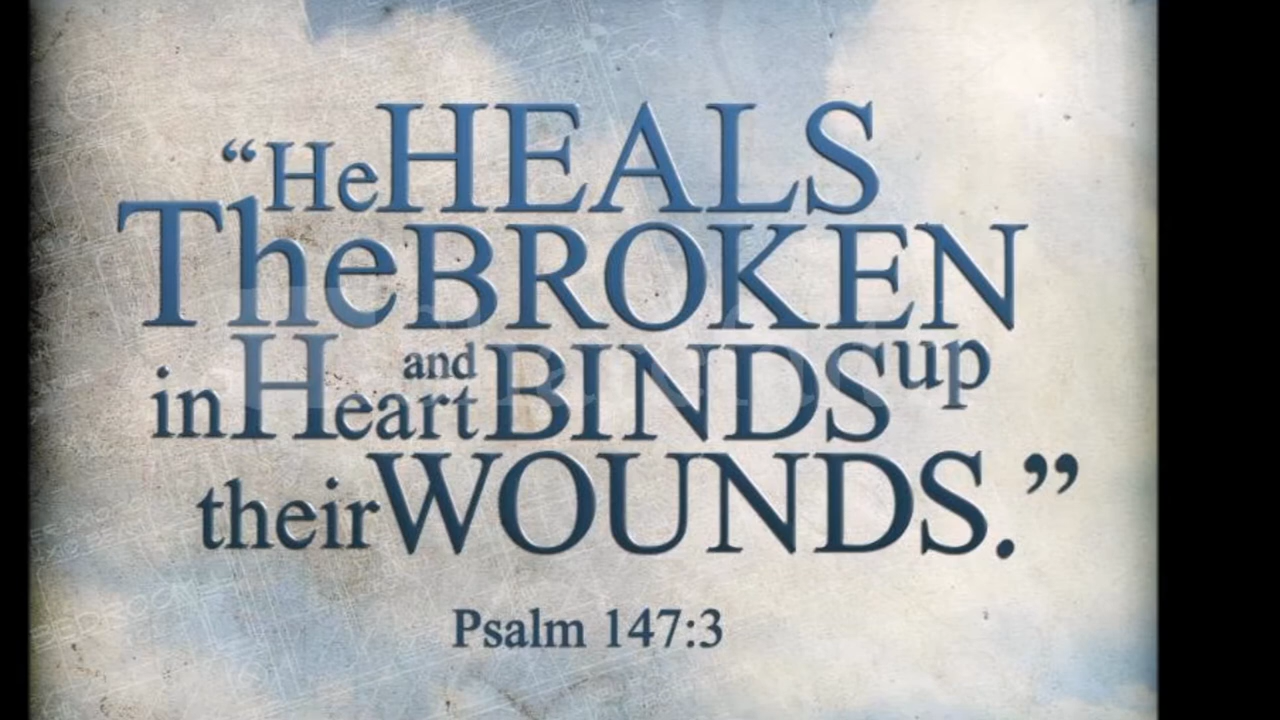 “He HEALS
The BROKEN
in Heart and BINDS up
their WOUNDS.”
Psalm 147:3